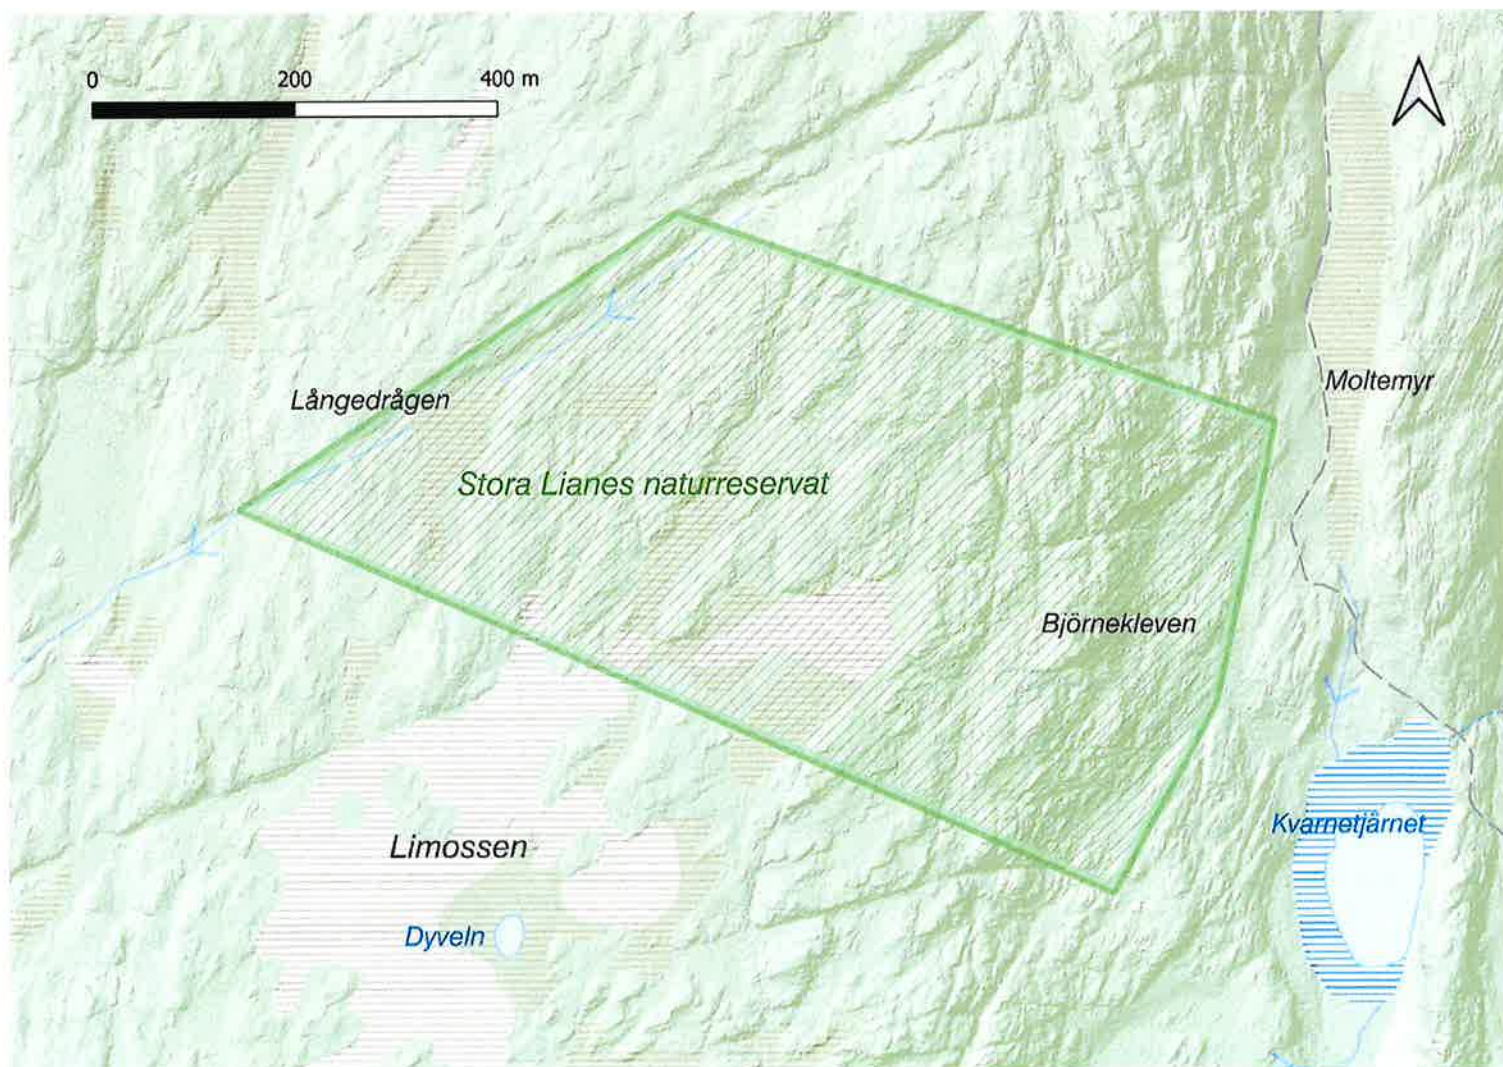 0 200 400 m
Moltemyr
Långedrågen
Stora Lianes naturreservat
Björnekleven
Kvarnetjärnet
Limossen
Dyveln